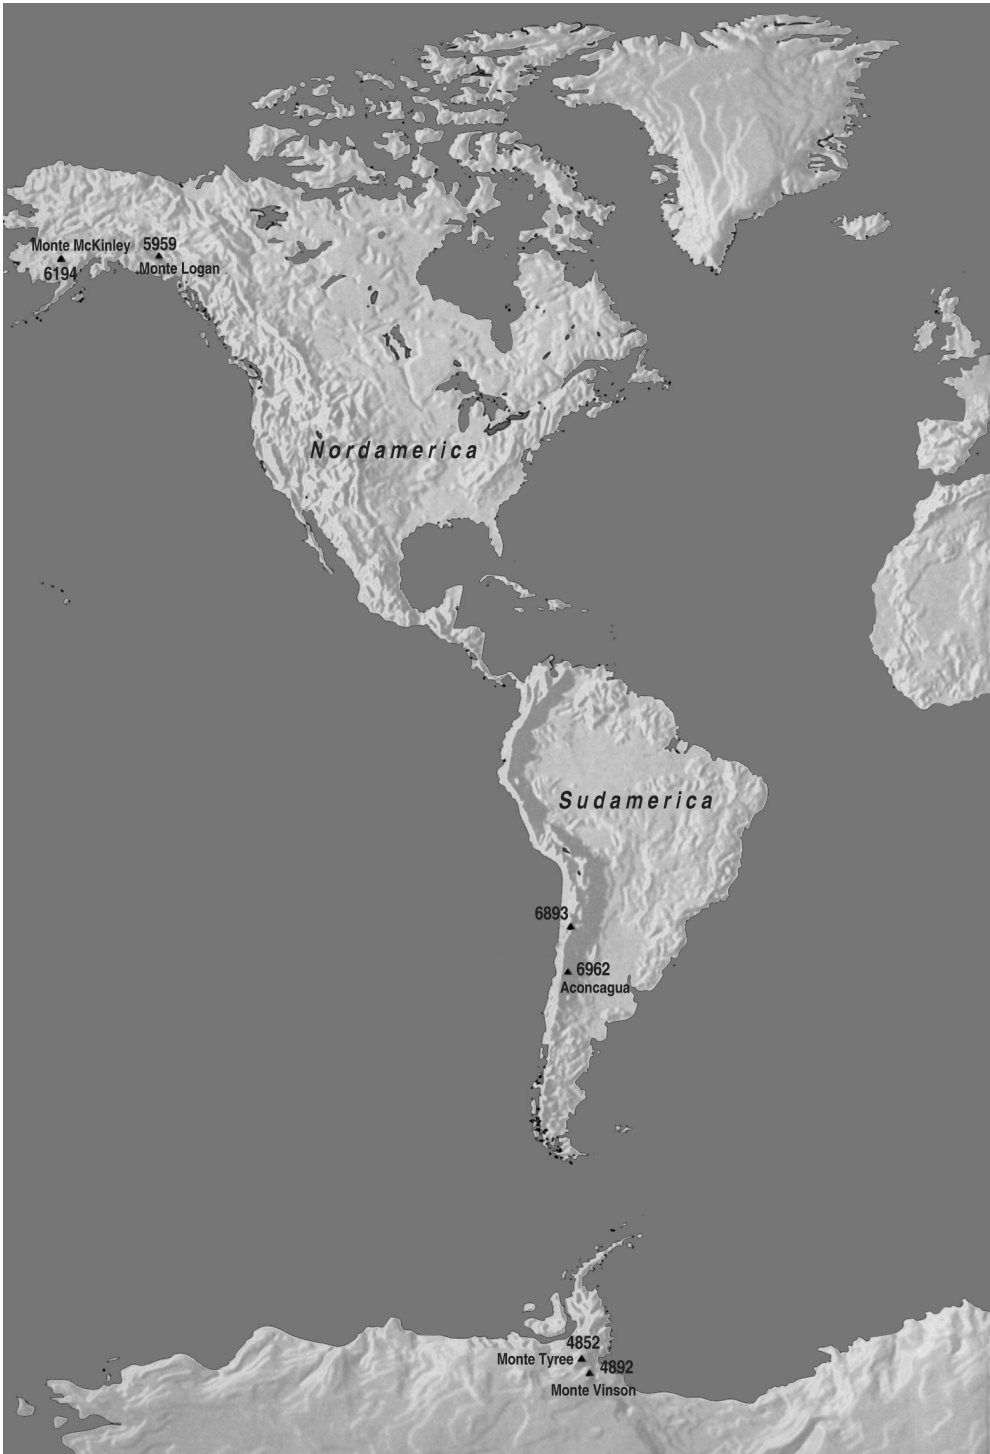 Monte McKinley
5959
6194
Monte Logan
Nordamerica
Sudamerica
6893
6962
Aconcagua
4852
Monte Tyree
4892
Monte Vinson